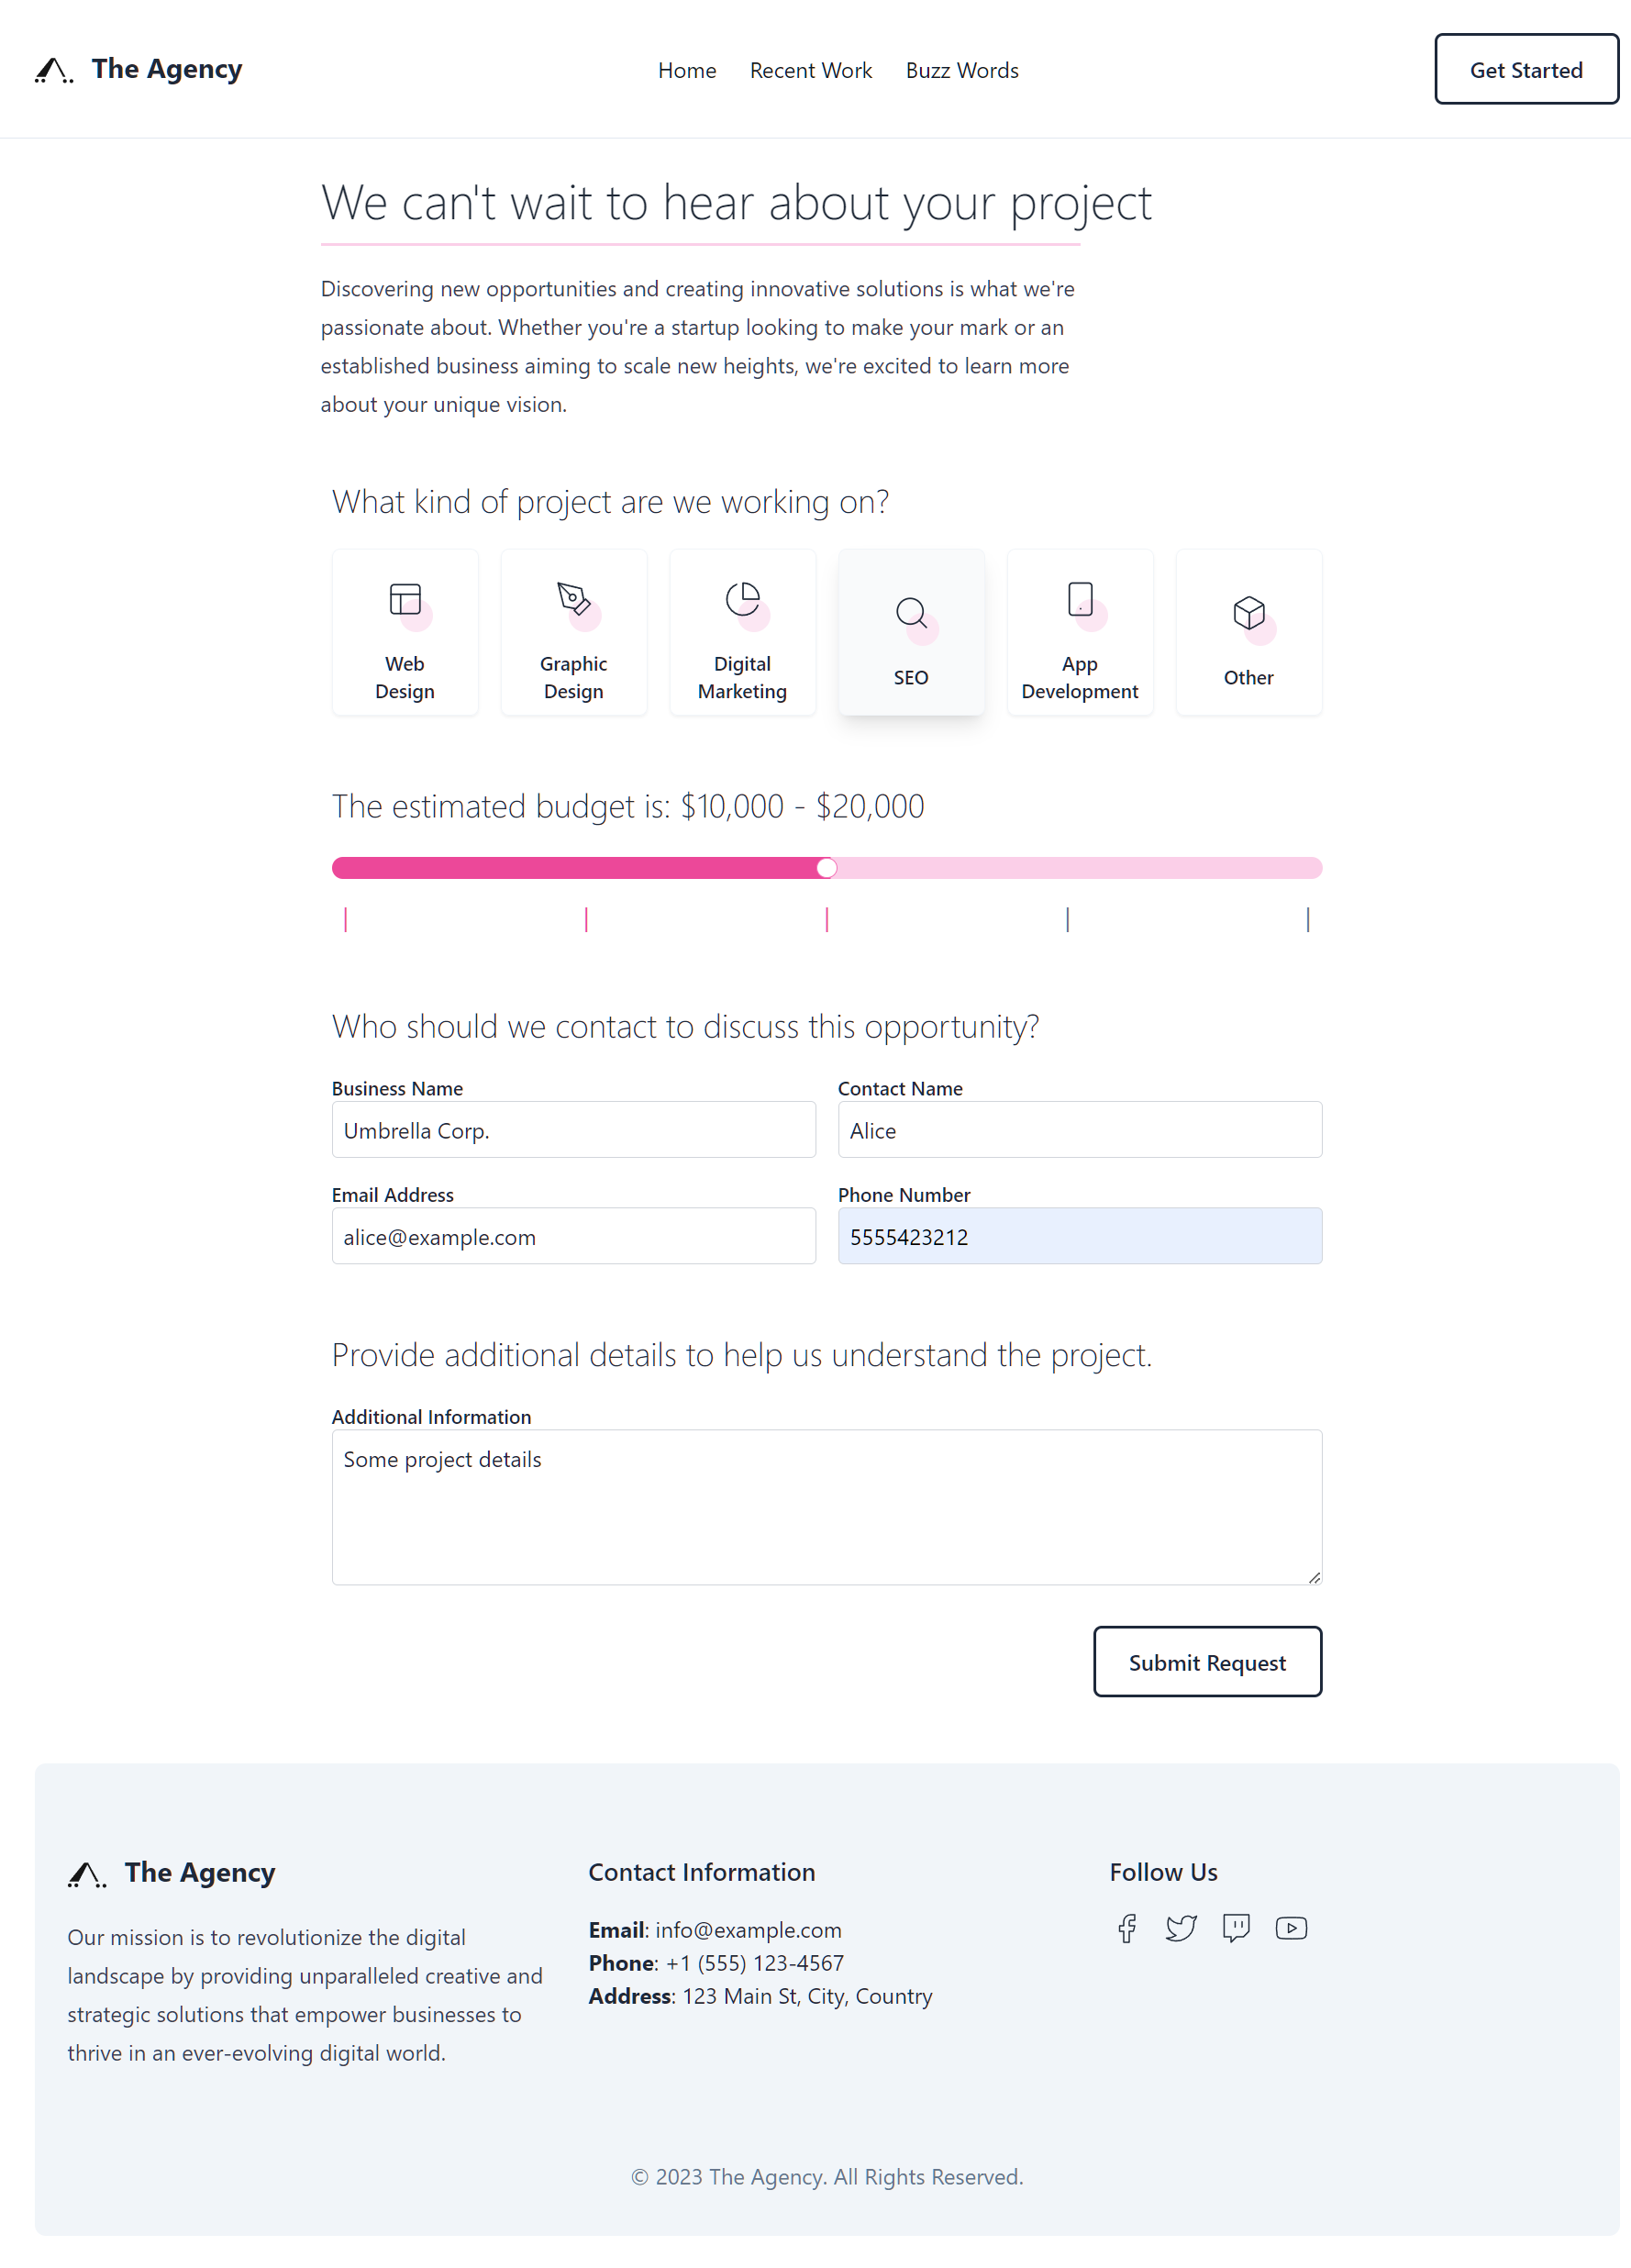 The Agency
Home
Recent Work
Buzz Words
Get Started
We can't wait to hear about your project
Discovering new opportunities and creating innovative solutions is what we're
passionate about. Whether you're a startup looking to make your mark or an
established business aiming to scale new heights, we're excited to learn more
about your unique vision.
What kind of project are we working on?
Web
Design
Graphic
Design
Digital
Marketing
SEO
App
Development
Other
The estimated budget is: $10,000 - $20,000
Who should we contact to discuss this opportunity?
Business Name
Umbrella Corp.
Contact Name
Alice
Email Address
alice@example.com
Phone Number
5555423212
Provide additional details to help us understand the project.
Additional Information
Some project details
Submit Request
The Agency
Our mission is to revolutionize the digital
landscape by providing unparalleled creative and
strategic solutions that empower businesses to
thrive in an ever-evolving digital world.
Contact Information
Email: info@example.com
Phone: +1 (555) 123-4567
Address: 123 Main St, City, Country
Follow Us
© 2023 The Agency. All Rights Reserved.